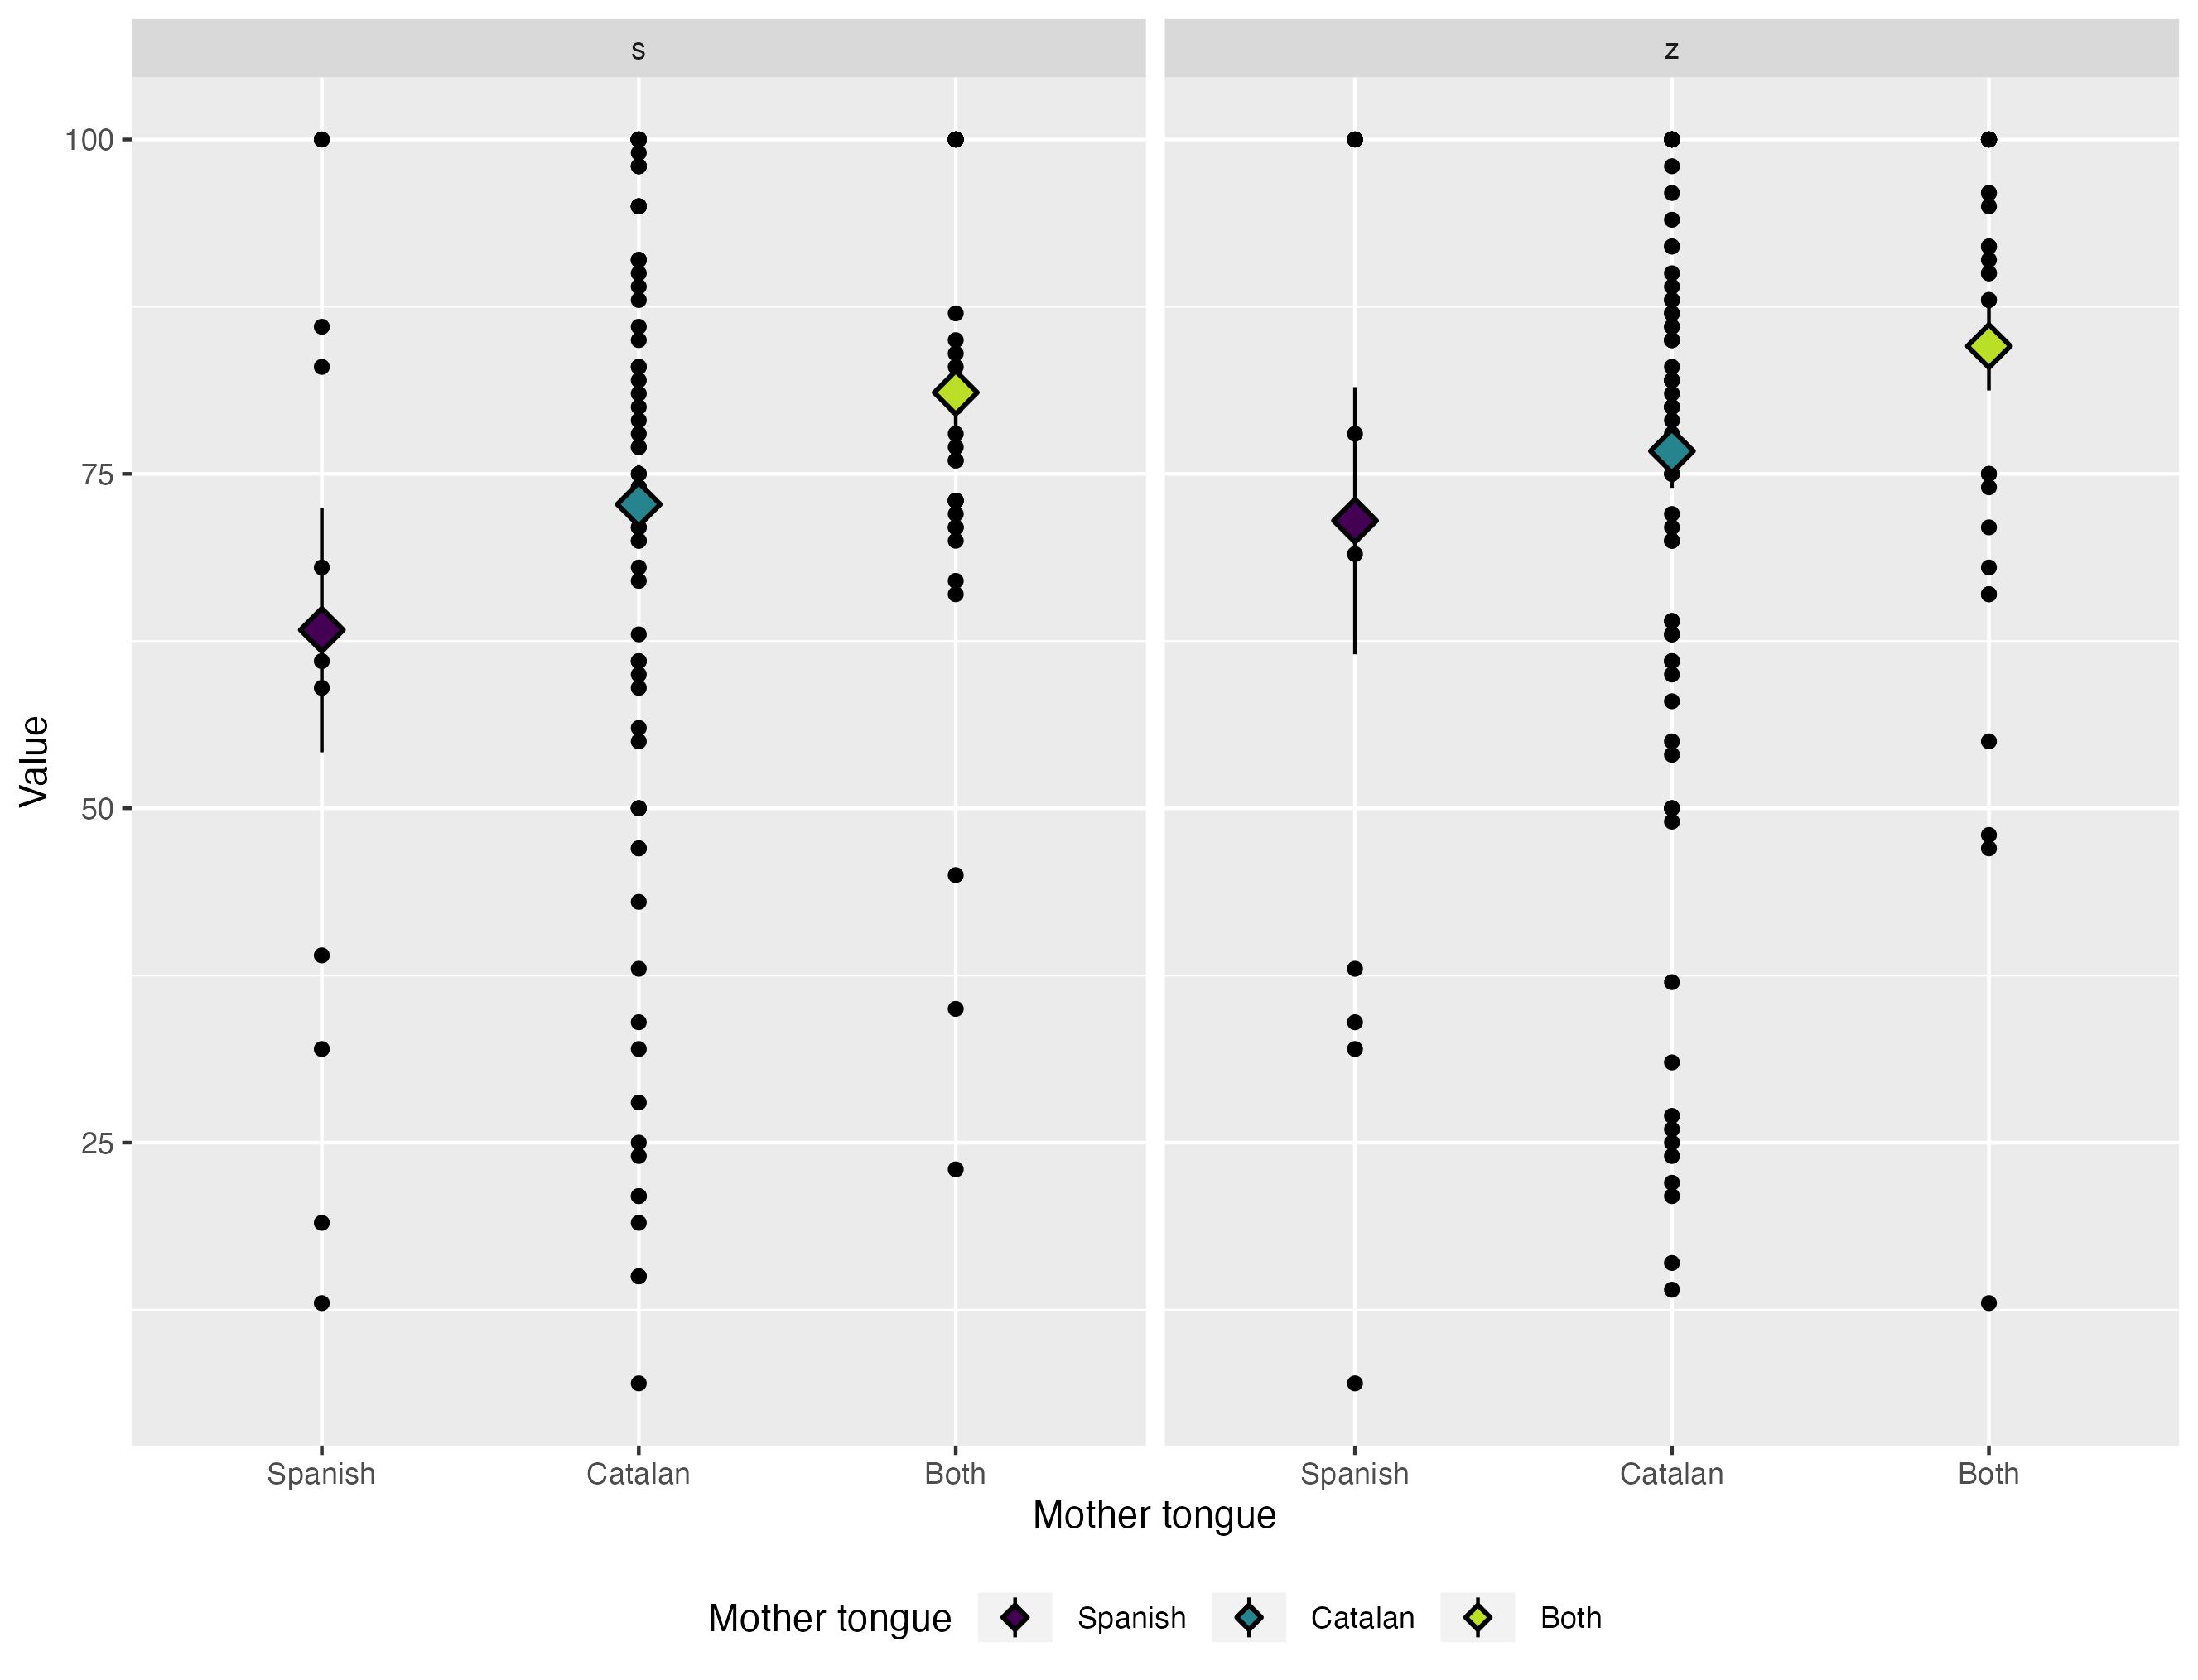 s z
100
75
50
25
Value
Spanish Catalan Both Spanish Catalan Both
Mother tongue
Mother tongue Spanish Catalan Both